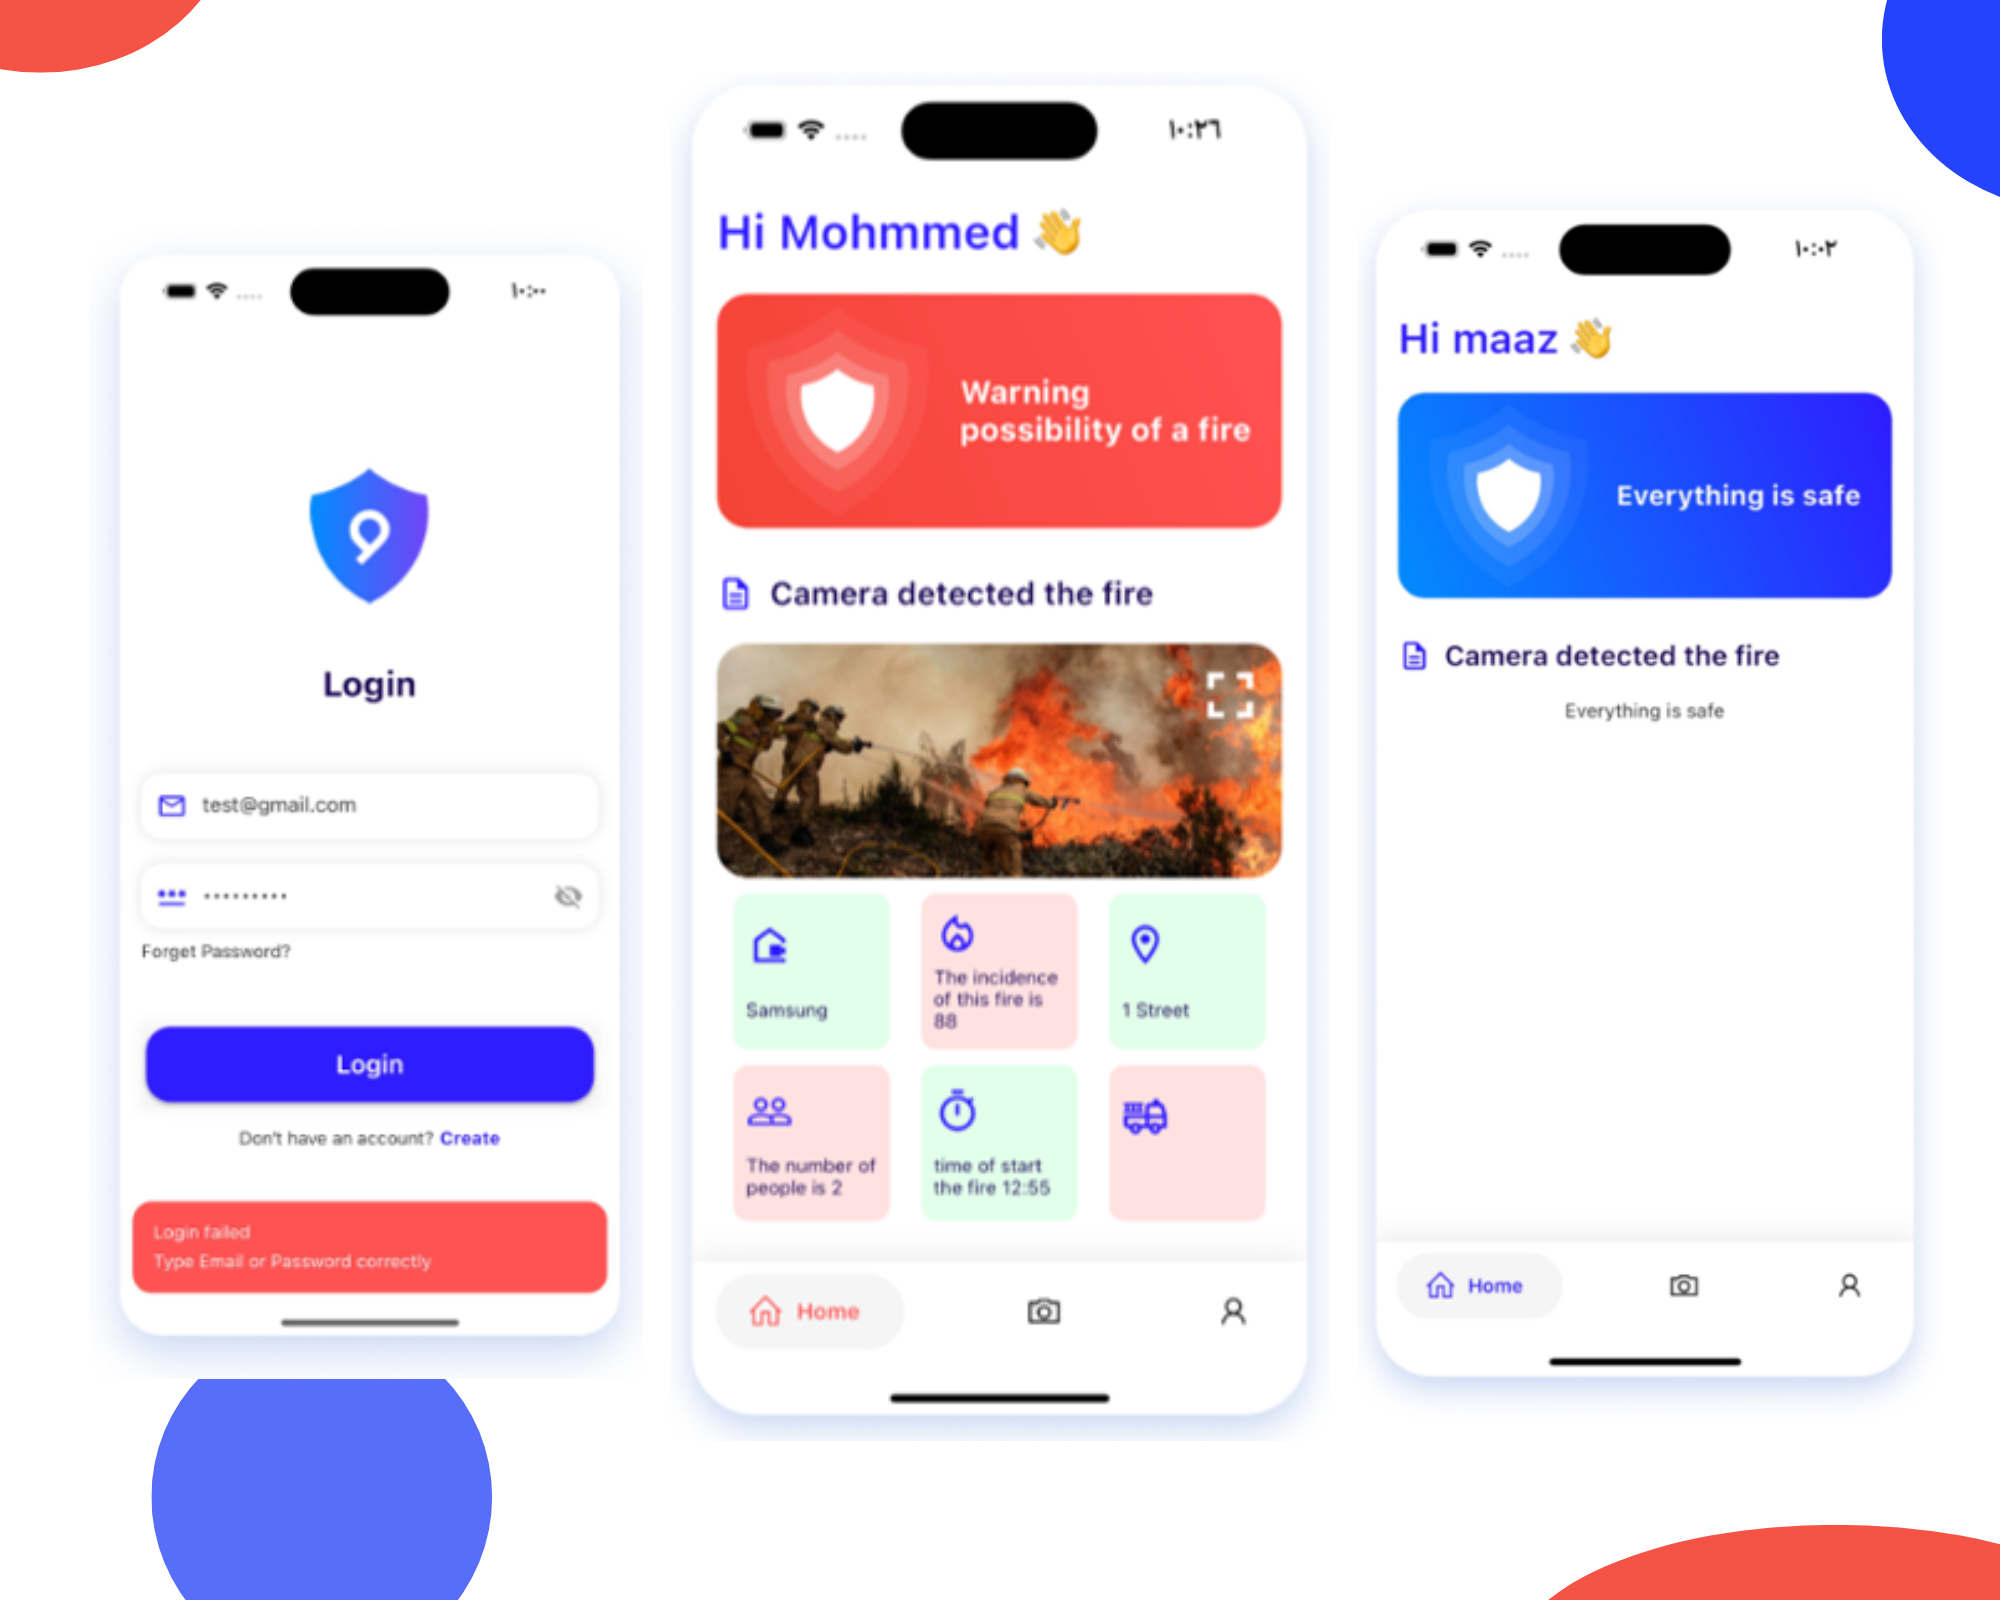 ١٠:٠٠
Login
test@gmail.com
•••••••••
Forget Password?
Login
Don't have an account? Create
Login failed
Type Email or Password correctly
١٠:٢٦
Hi Mohmmed 👋
Warning
possibility of a fire
Camera detected the fire
Samsung
The incidence
of this fire is
88
1 Street
The number of
people is 2
time of start
the fire 12:55
Home
١٠:٠٢
Hi maaz 👋
Everything is safe
Camera detected the fire
Everything is safe
Home